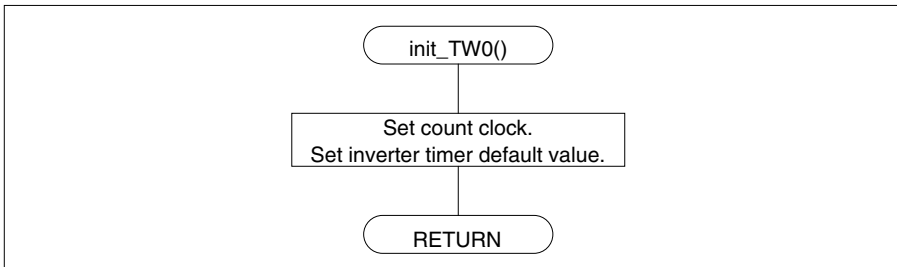 init_TW0()
Set count clock.
Set inverter timer default value.
RETURN